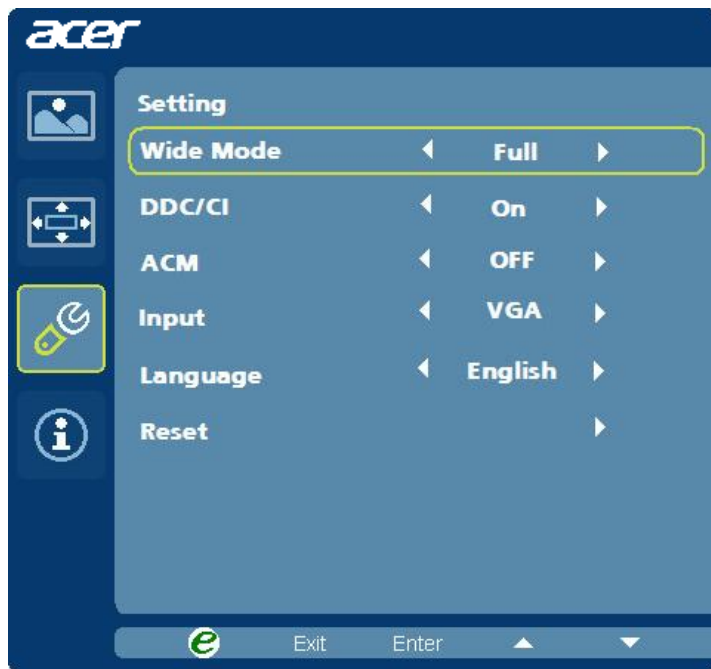 acer
Setting
Wide Mode Full
DDC/CI On
ACM OFF
Input VGA
Language English
Reset
e Exit Enter